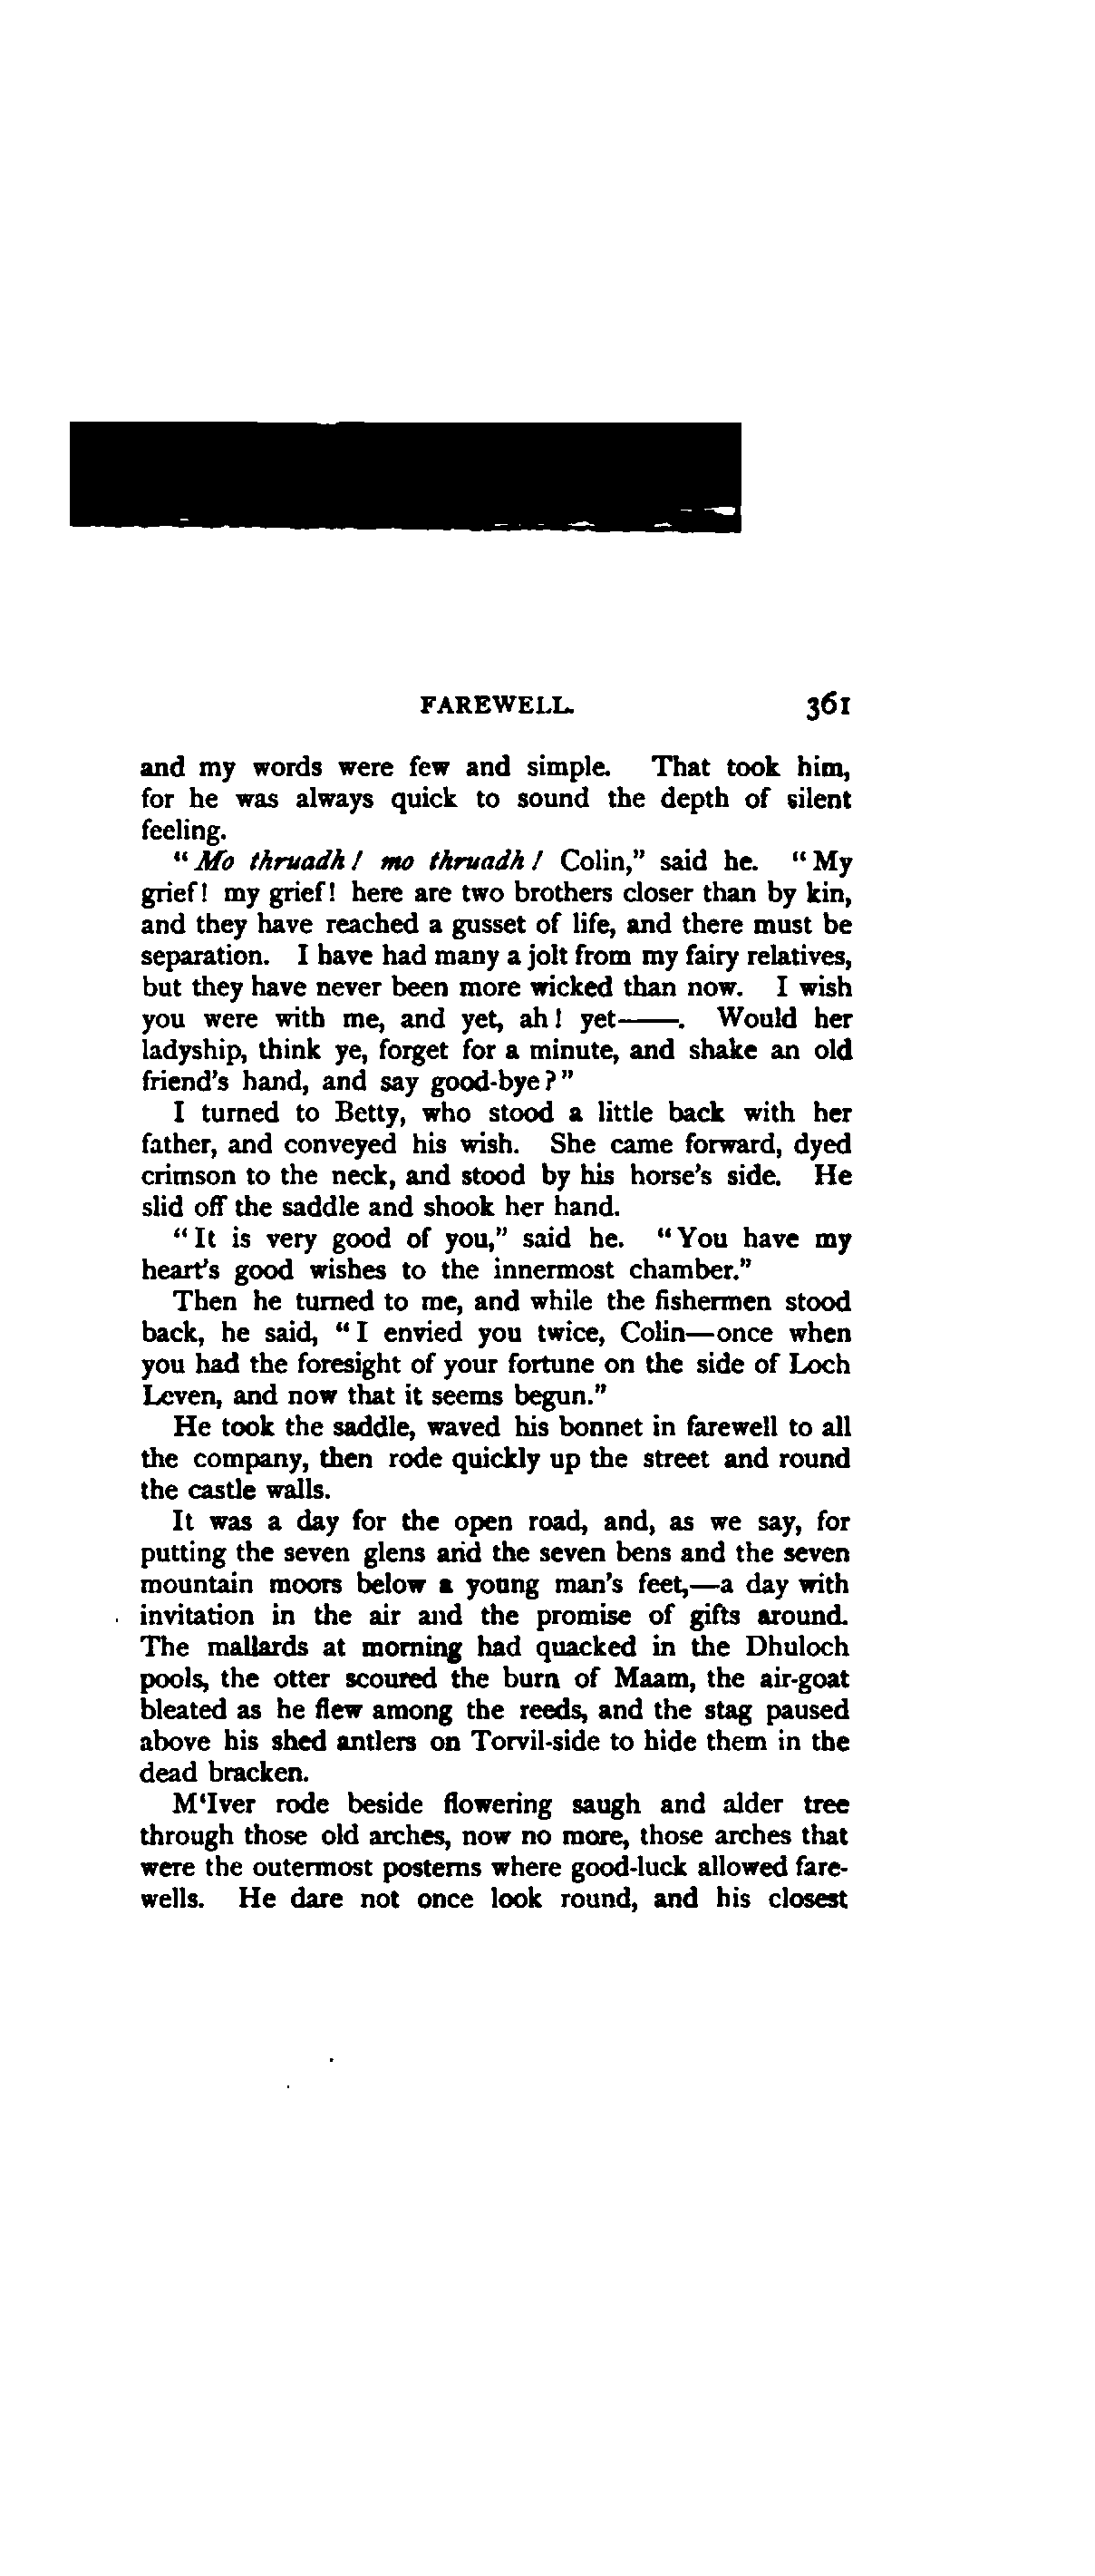 FAREWELL. 361
and my words were few and simple. That took him,
for he was always quick to sound the depth of silent
feeling.
"Mo thruadh! mo thruadh! Colin," said he. "My
grief! my grief! here are two brothers closer than by kin,
and they have reached a gusset of life, and there must be
separation. I have had many a jolt from my fairy relatives,
but they have never been more wicked than now. I wish
you were with me, and yet, ah! yet——. Would her
ladyship, think ye, forget for a minute, and shake an old
friend's hand, and say good-bye?"
I turned to Betty, who stood a little back with her
father, and conveyed his wish. She came forward, dyed
crimson to the neck, and stood by his horse's side. He
slid off the saddle and shook her hand.
"It is very good of you," said he. "You have my
heart's good wishes to the innermost chamber."
Then he turned to me, and while the fishermen stood
back, he said, "I envied you twice, Colin—once when
you had the foresight of your fortune on the side of Loch
Leven, and now that it seems begun."
He took the saddle, waved his bonnet in farewell to all
the company, then rode quickly up the street and round
the castle walls.
It was a day for the open road, and, as we say, for
putting the seven glens and the seven bens and the seven
mountain moors below a young man's feet,—a day with
invitation in the air and the promise of gifts around.
The mallards at morning had quacked in the Dhuloch
pools, the otter scoured the burn of Maam, the air-goat
bleated as he flew among the reeds, and the stag paused
above his shed antlers on Torvil-side to hide them in the
dead bracken.
M'Iver rode beside flowering saugh and alder tree
through those old arches, now no more, those arches that
were the outermost posterns where good-luck allowed fare-
wells. He dare not once look round, and his closest